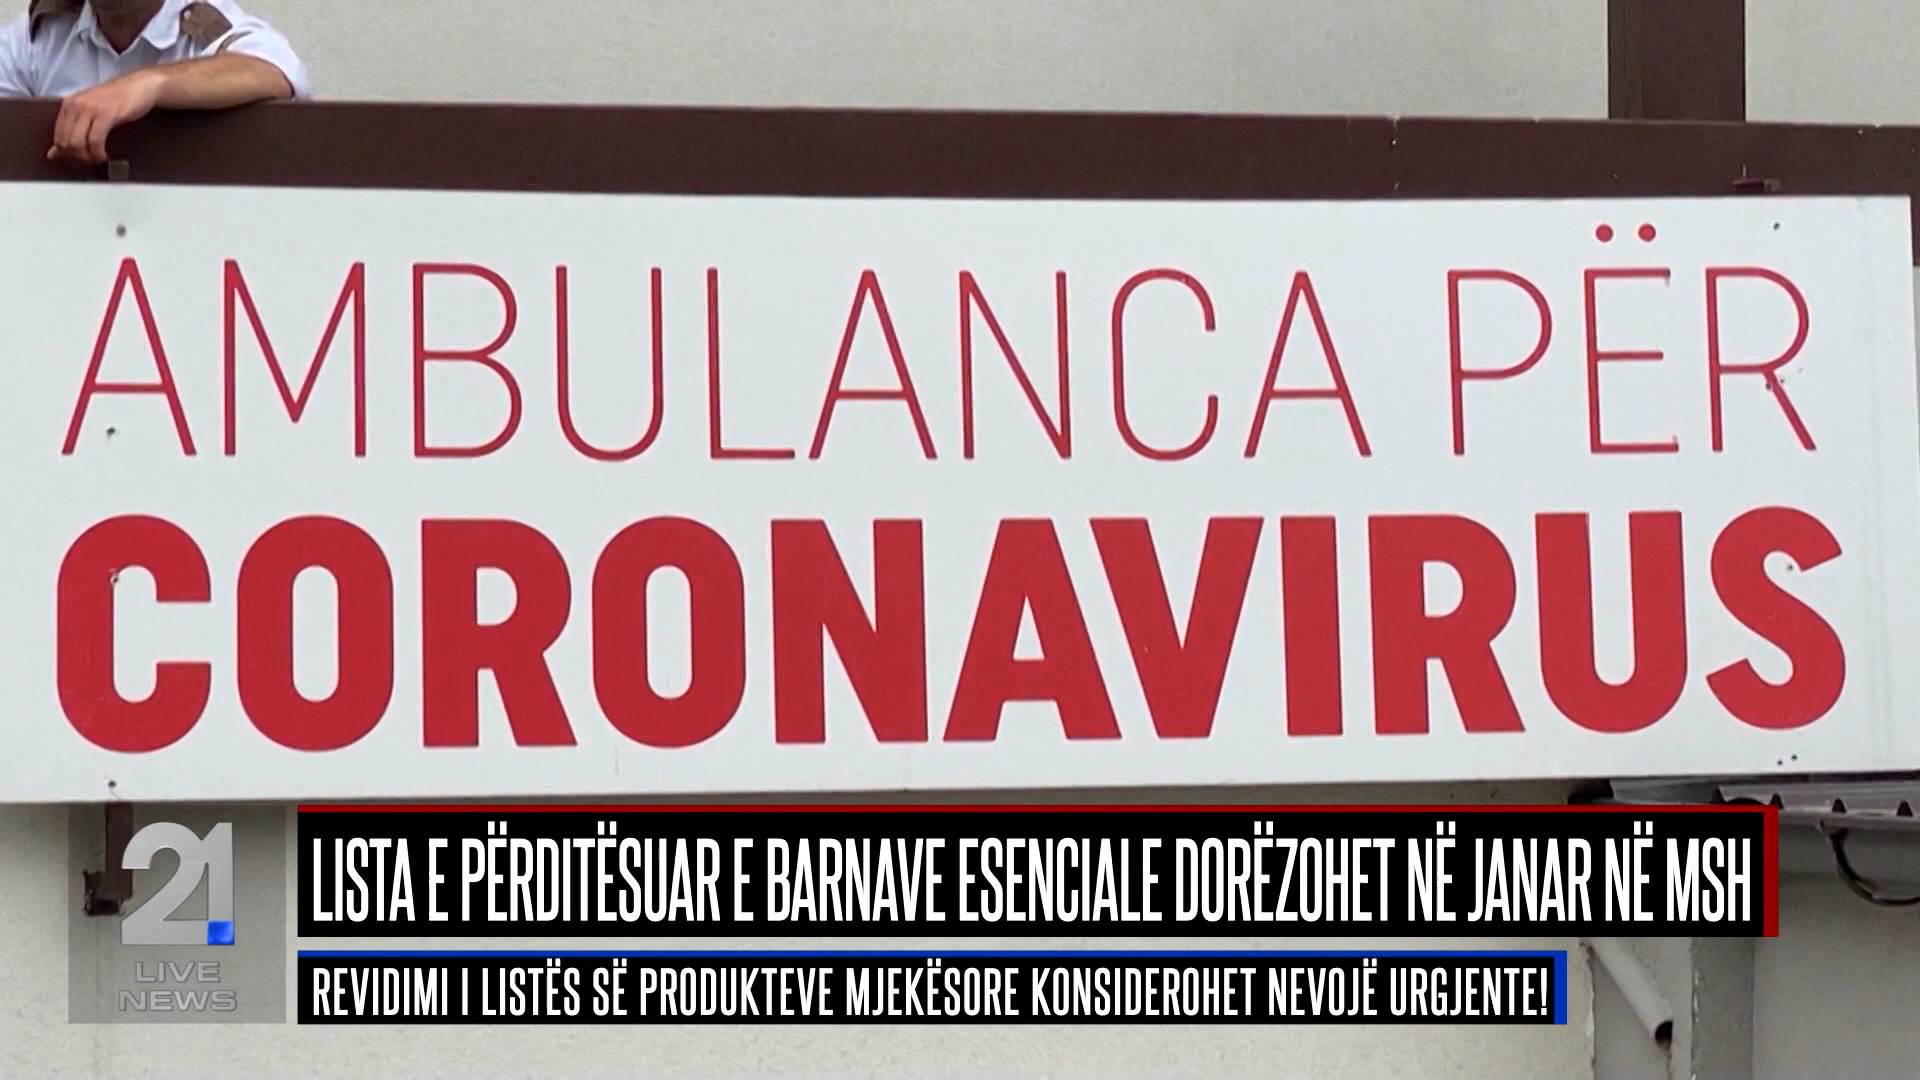 AMBULANCA PËR
CORONAVIRUS
21
LIVE
NEWS
LISTA E PËRDITËSUAR E BARNAVE ESENCIALE DORËZOHET NË JANAR NË MSH
REVIDIMI I LISTËS SË PRODUKTEVE MJEKËSORE KONSIDEROHET NEVOJË URGJENTE!